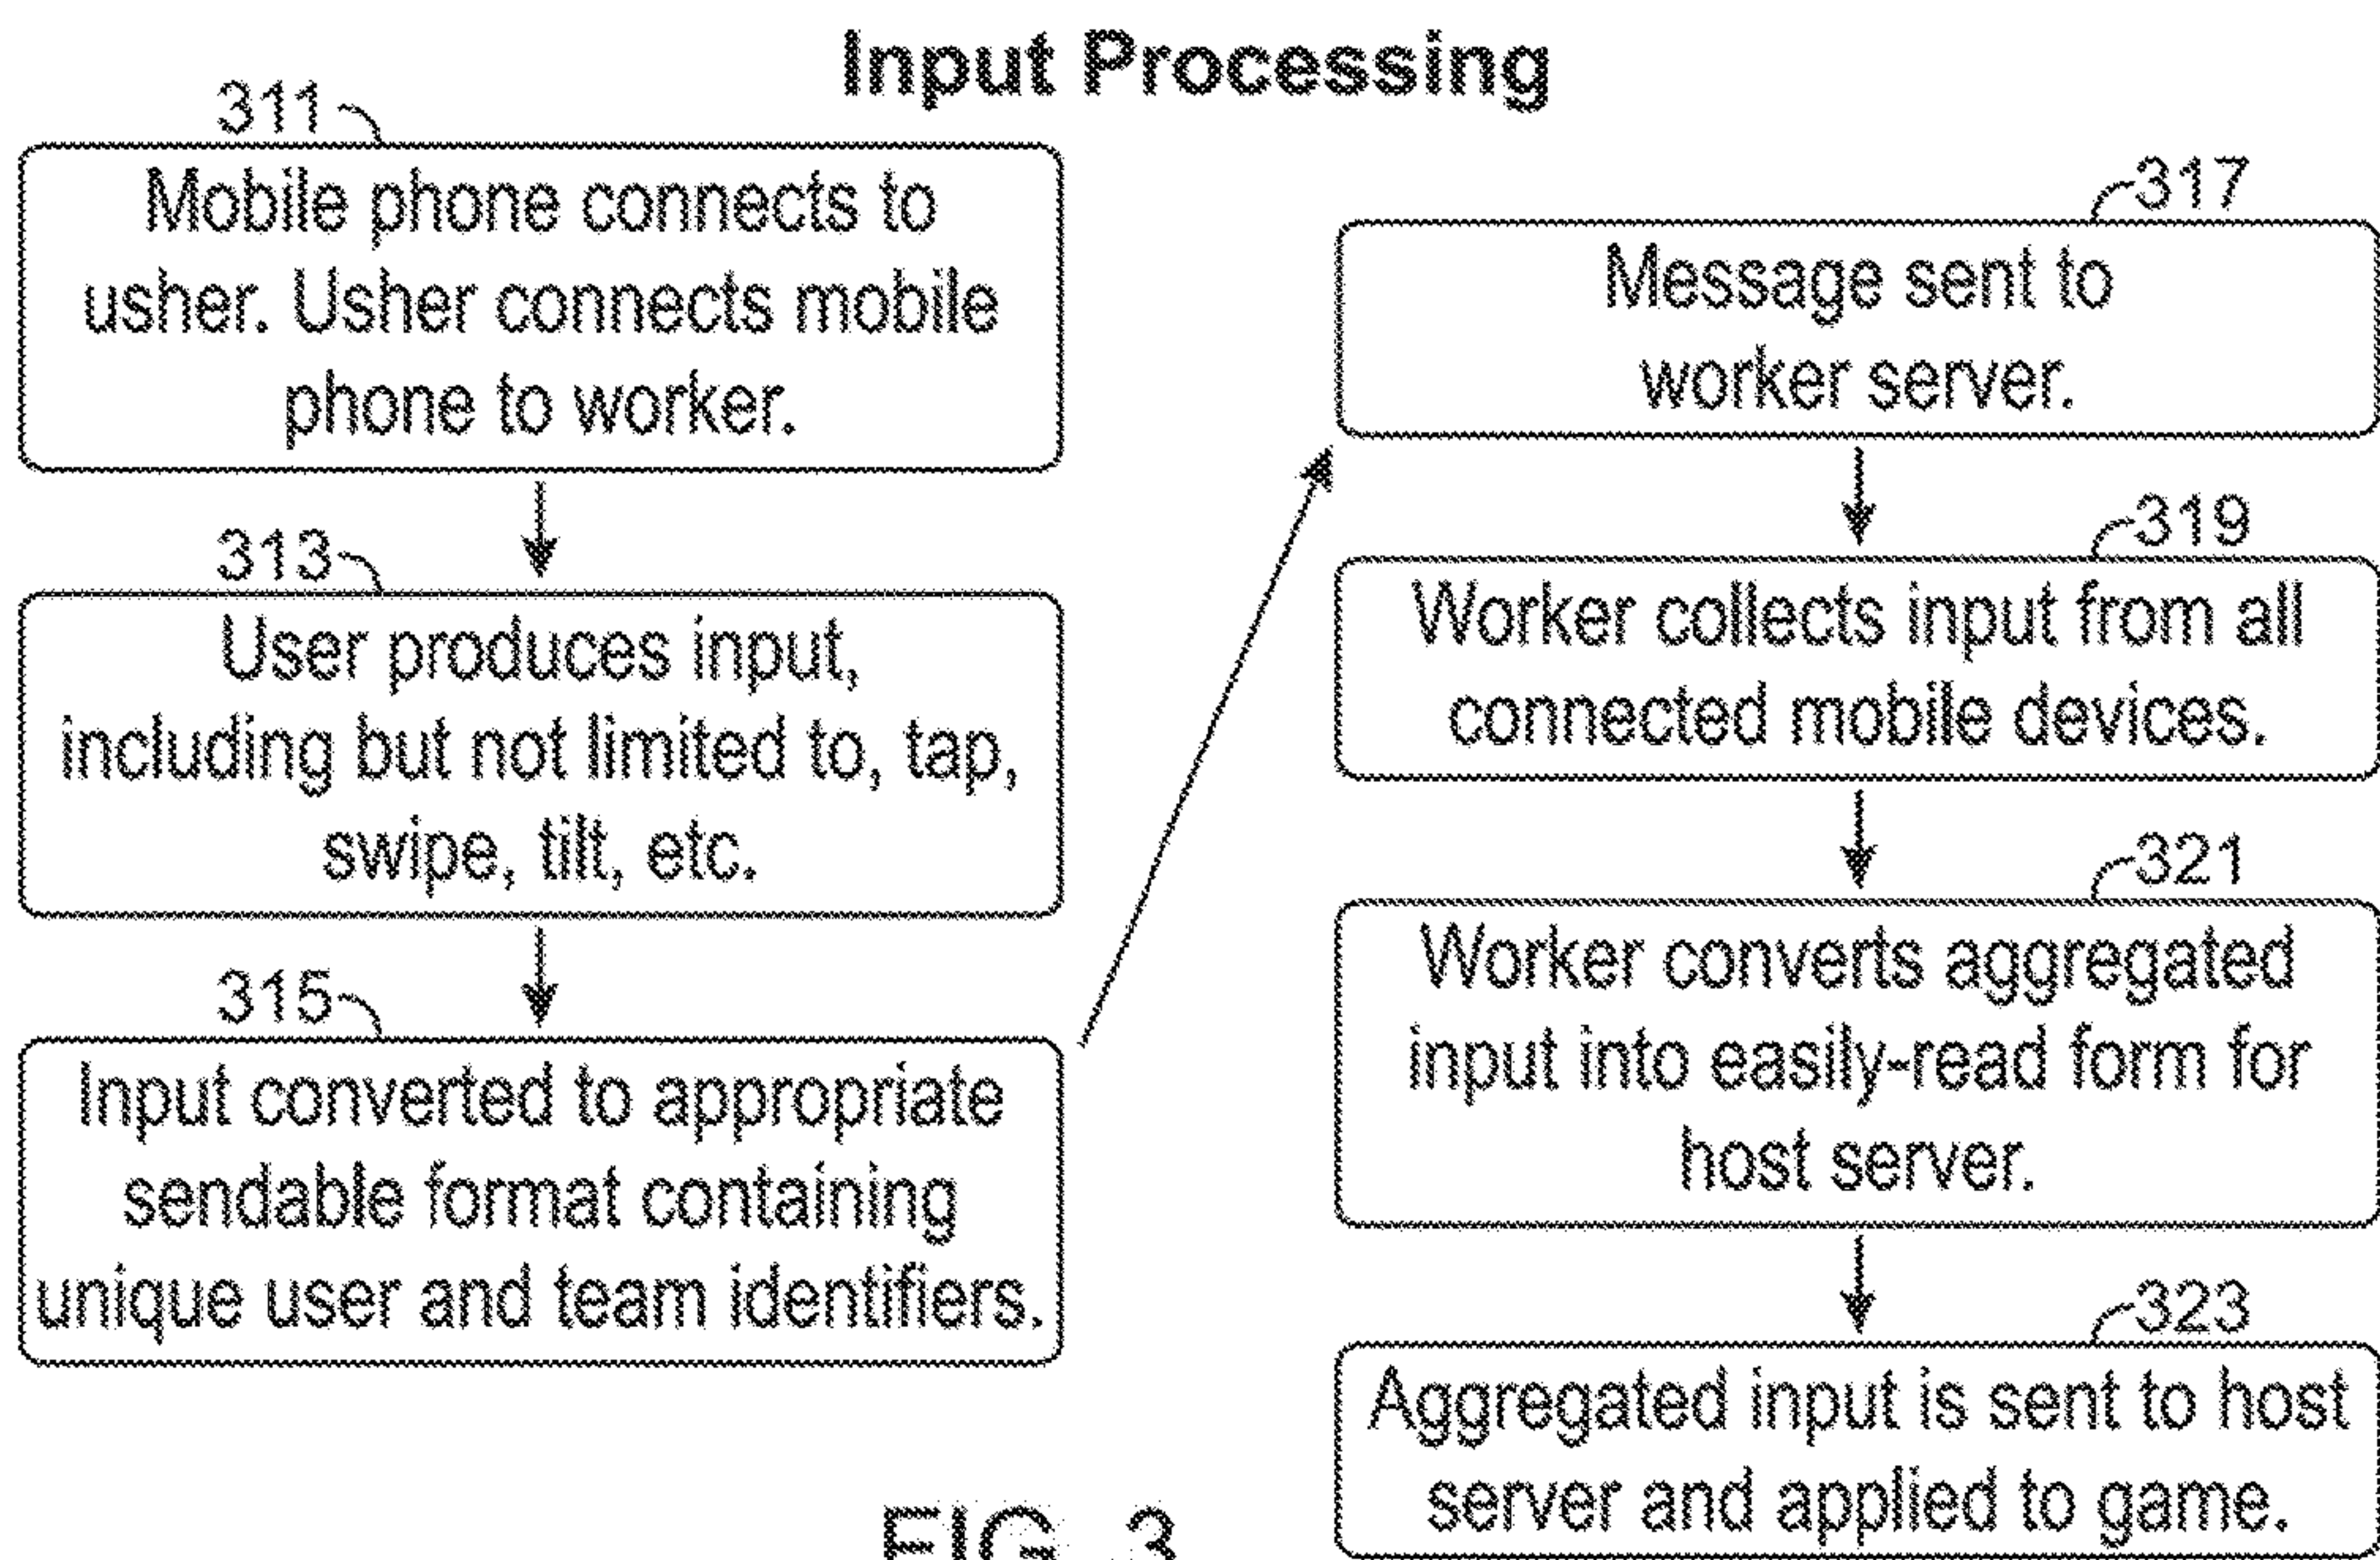 Input Processing
311
Mobile phone connects to
usher. Usher connects mobile
phone to worker.
313
User produces input,
including but not limited to, tap,
swipe, tilt, etc.
315
Input converted to appropriate
sendable format containing
unique user and team identifiers.
317
Message sent to
worker server.
319
Worker collects input from all
connected mobile devices.
321
Worker converts aggregated
input into easily-read form for
host server.
323
Aggregated input is sent to host
server and applied to game.
FIG. 3